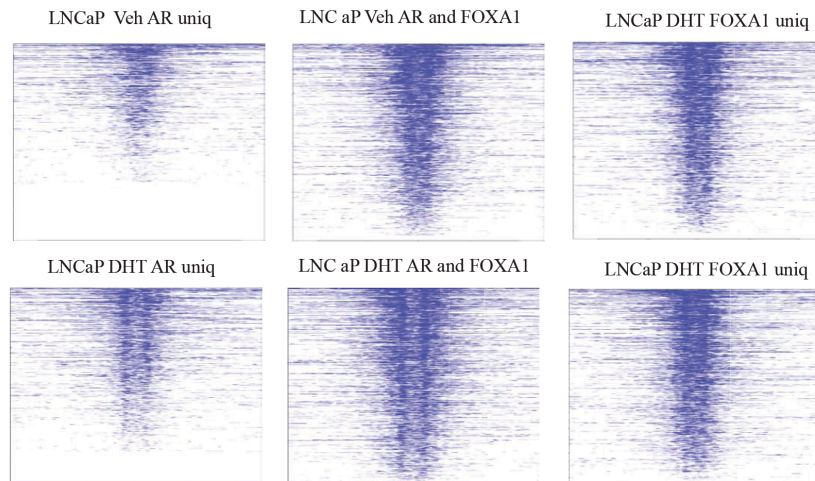 LNCaP Veh AR uniq
LNC aP Veh AR and FOXA1
LNCaP DHT FOXA1 uniq
LNCaP DHT AR uniq
LNC aP DHT AR and FOXA1
LNCaP DHT FOXA1 uniq